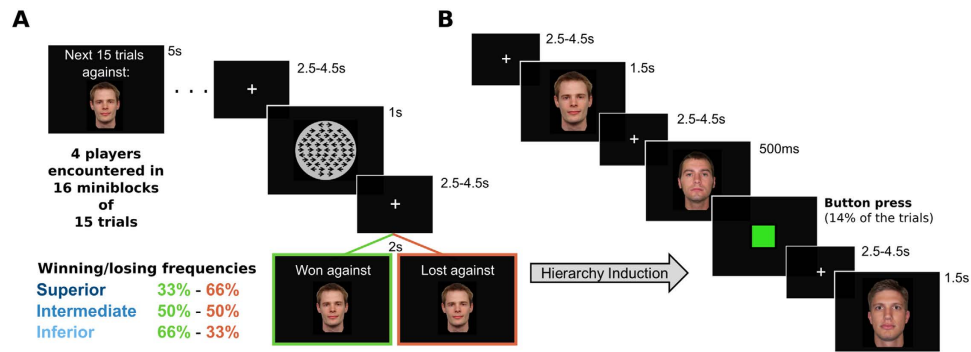 A
Next 15 trials
against:
5s
2.5-4.5s
1s
2.5-4.5s
4 players
encountered in
16 miniblocks
of
15 trials
2s
Won against
Lost against
Winning/losing frequencies
Superior 33% - 66%
Intermediate 50% - 50%
Inferior 66% - 33%
Hierarchy Induction
B
2.5-4.5s
1.5s
2.5-4.5s
500ms
Button press
(14% of the trials)
2.5-4.5s
1.5s